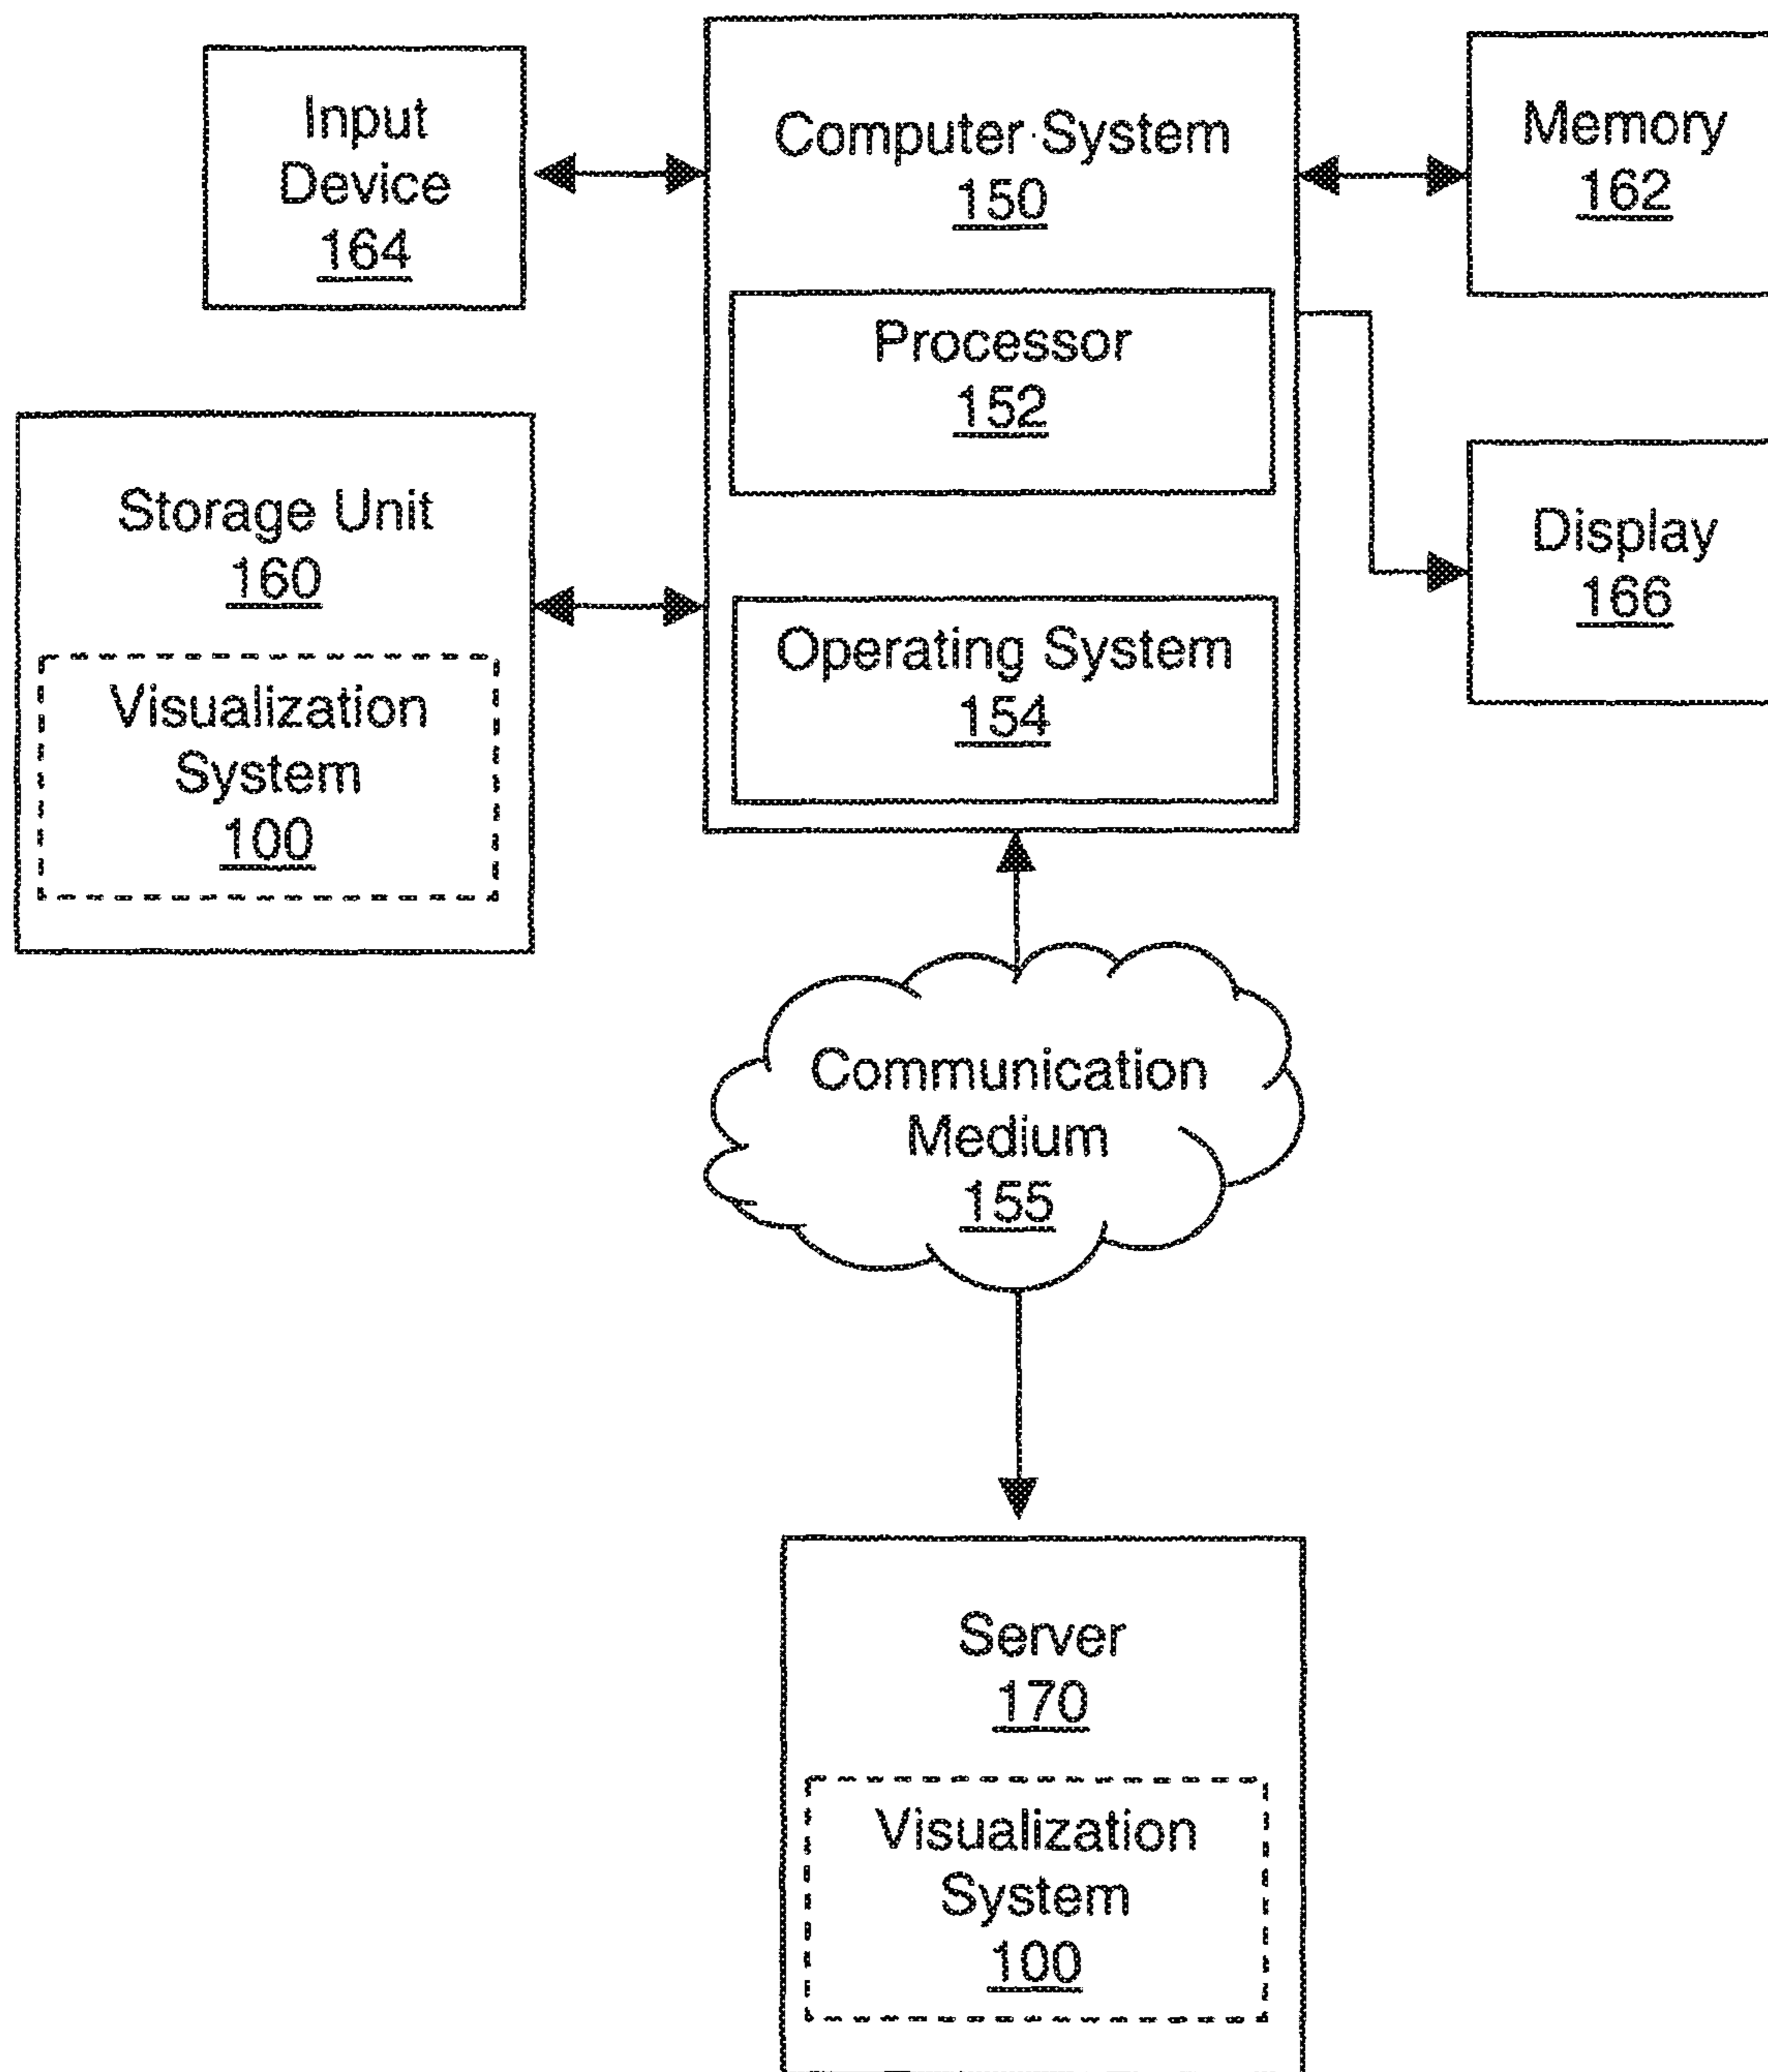 Input
Device
164
Computer System
150
Memory
162
Processor
152
Storage Unit
160
Display
166
Operating System
154
Visualization
System
100
Communication
Medium
155
Server
170
Visualization
System
100